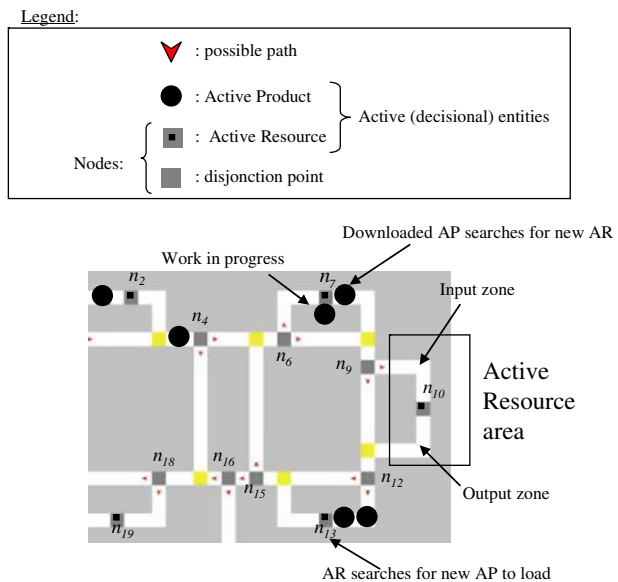 Legend:
: possible path
: Active Product
Active (decisional) entities
: Active Resource
Nodes:
: disjonction point
Downloaded AP searches for new AR
Work in progress
n2
n7
Input zone
n4
n6
n9
n10
Active
Resource
area
n18
n16
n15
n12
Output zone
n19
n13
AR searches for new AP to load